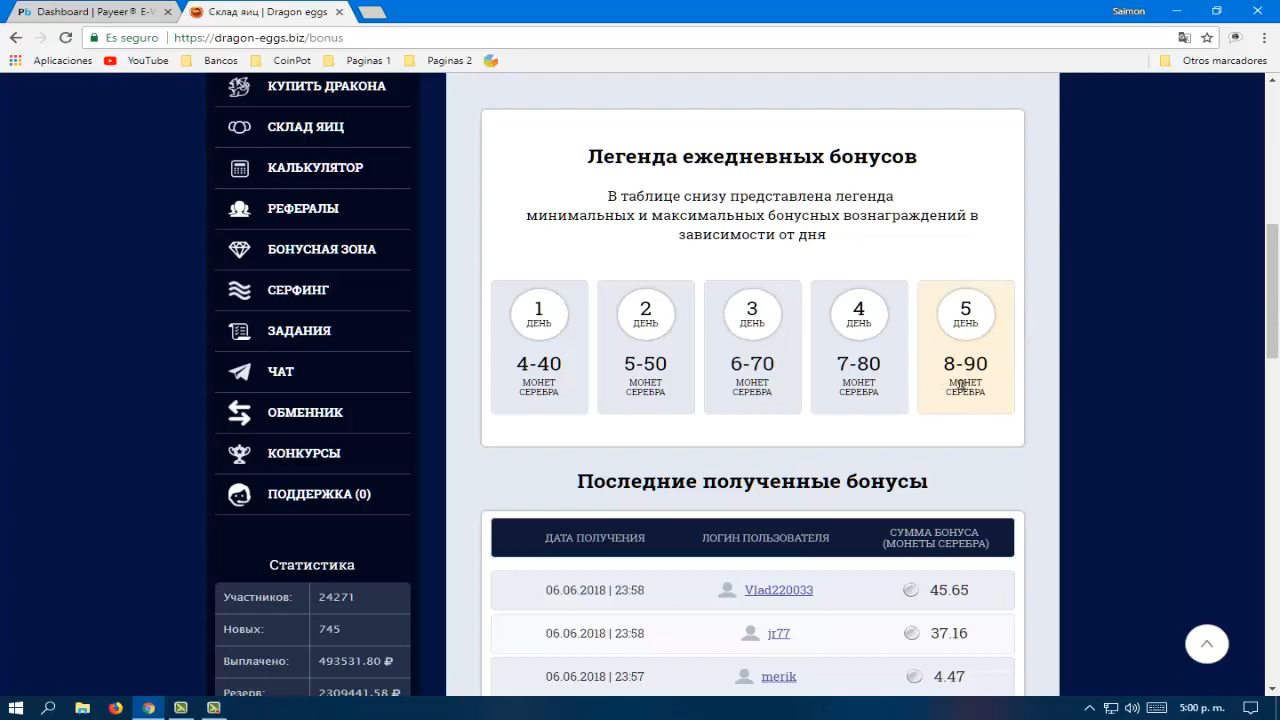 Dashboard | Payeer® E-W
Склад яиц | Dragon eggs
Saimon
Es seguro
https://dragon-eggs.biz/bonus
Aplicaciones
YouTube
Bancos
CoinPot
Paginas 1
Paginas 2
Otros marcadores
КУПИТЬ ДРАКОНА
СКЛАД ЯИЦ
КАЛЬКУЛЯТОР
РЕФЕРАЛЫ
БОНУСНАЯ ЗОНА
СЕРФИНГ
ЗАДАНИЯ
ЧАТ
ОБМЕННИК
КОНКУРСЫ
ПОДДЕРЖКА (0)
Статистика
Участников: 24271
Новых: 745
Выплачено: 493531.80 ₽
Резерв: 2309441.58 ₽
Легенда ежедневных бонусов
В таблице снизу представлена легенда
минимальных и максимальных бонусных вознаграждений в
зависимости от дня
1
ДЕНЬ
4-40
МОНЕТ
СЕРЕБРА
2
ДЕНЬ
5-50
МОНЕТ
СЕРЕБРА
3
ДЕНЬ
6-70
МОНЕТ
СЕРЕБРА
4
ДЕНЬ
7-80
МОНЕТ
СЕРЕБРА
5
ДЕНЬ
8-90
МОНЕТ
СЕРЕБРА
Последние полученные бонусы
ДАТА ПОЛУЧЕНИЯ ЛОГИН ПОЛЬЗОВАТЕЛЯ СУММА БОНУСА
(МОНЕТЫ СЕРЕБРА)
06.06.2018 | 23:58 Vlad220033 45.65
06.06.2018 | 23:58 jr77 37.16
06.06.2018 | 23:57 merik 4.47
5:00 p. m.